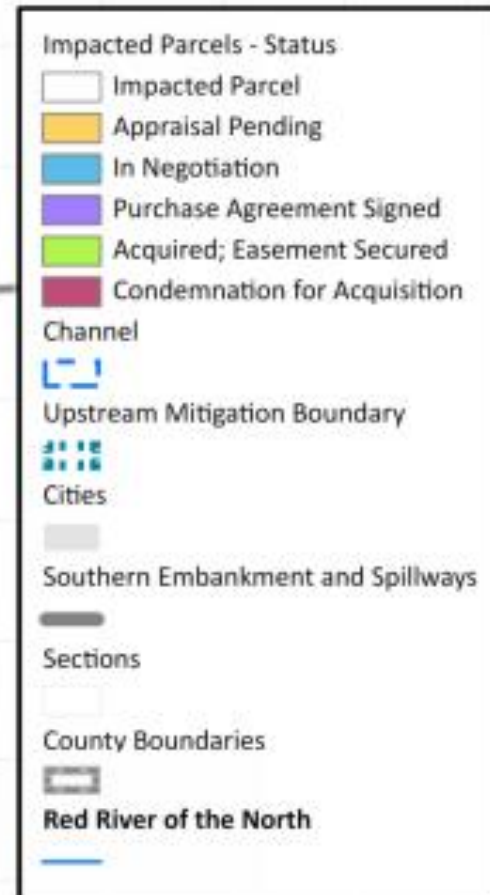 Impacted Parcels - Status
Impacted Parcel
Appraisal Pending
In Negotiation
Purchase Agreement Signed
Acquired; Easement Secured
Condemnation for Acquisition
Channel
Upstream Mitigation Boundary
Cities
Southern Embankment and Spillways
Sections
County Boundaries
Red River of the North